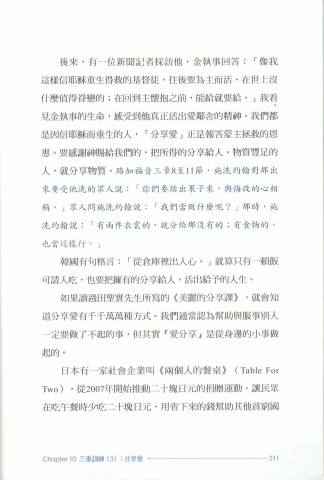 後來，有一位新聞記者採訪他，金執事回答：「像我
這樣信耶穌重生得救的基督徒，往後要為主而活。在世上沒
什麼值得眷戀的；在回到主懷抱之前，能給就要給。」我看
見金執事的生命，感受到他真正活出愛鄰舍的精神。我們都
是因信耶穌而重生的人，「分享愛」正是報答蒙主拯救的恩
惠。要感謝神賜給我們的，把所得的分享給人。物質豐足的
人，就分享物質。路加福音三章8至11節，施洗約翰對那出
來要受他洗的眾人說：「你們要結出果子來，與悔改的心相
稱。」眾人問施洗約翰說：「我們當做什麼呢？」那時，施
洗約翰說：「有兩件衣裳的，就分給那沒有的；有食物的，
也當這樣行。」
韓國有句格言：「從倉庫裡出人心。」就算只有一頓飯
可請人吃，也要把擁有的分享給人，活出給予的人生。
如果讀過田聖實先生所寫的《美麗的分享課》，就會知
道分享愛有千千萬萬種方式。我們通常認為幫助與服事別人
一定要做了不起的事，但其實『愛分享』是從身邊的小事做
起的。
日本有一家社會企業叫《兩個人的餐桌》（Table For
Two），從2007年開始推動二十塊日元的捐贈運動。讓民眾
在吃午餐時少吃二十塊日元，用省下來的錢幫助其他貧窮國
Chapter 10 三重訓練（3）：分享愛 211